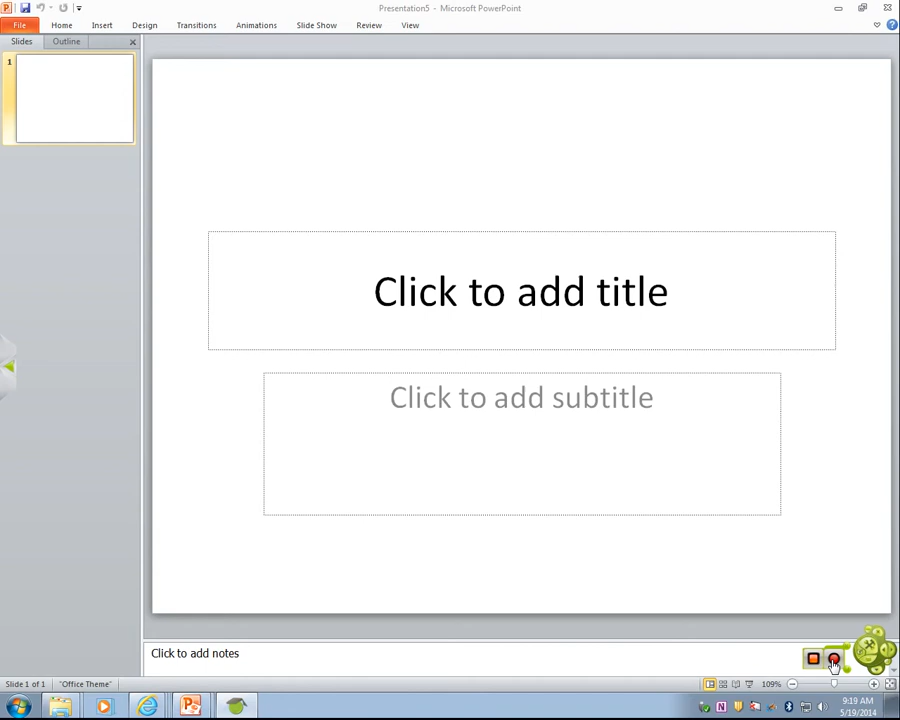 Presentation5 - Microsoft PowerPoint
File Home Insert Design Transitions Animations Slide Show Review View
Slides Outline
1
Click to add title
Click to add subtitle
Click to add notes
Slide 1 of 1 "Office Theme" 109%
9:19 AM
5/19/2014